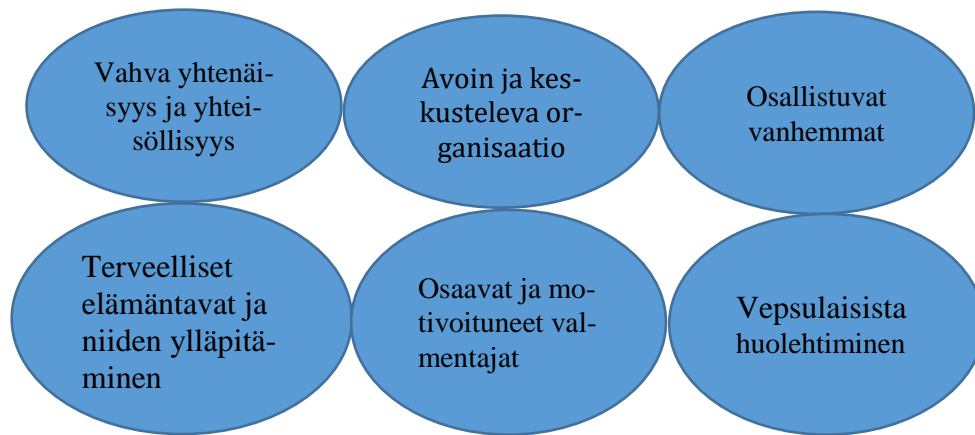 Vahva yhtenäi-
syys ja yhtei-
söllisyys
Avoin ja kes-
kusteleva or-
ganisaatio
Osallistuvat
vanhemmat
Terveelliset
elämäntavat ja
niiden ylläpitä-
minen
Osaavat ja mo-
tivoituneet val-
mentajat
Vepsulaisista
huolehtiminen